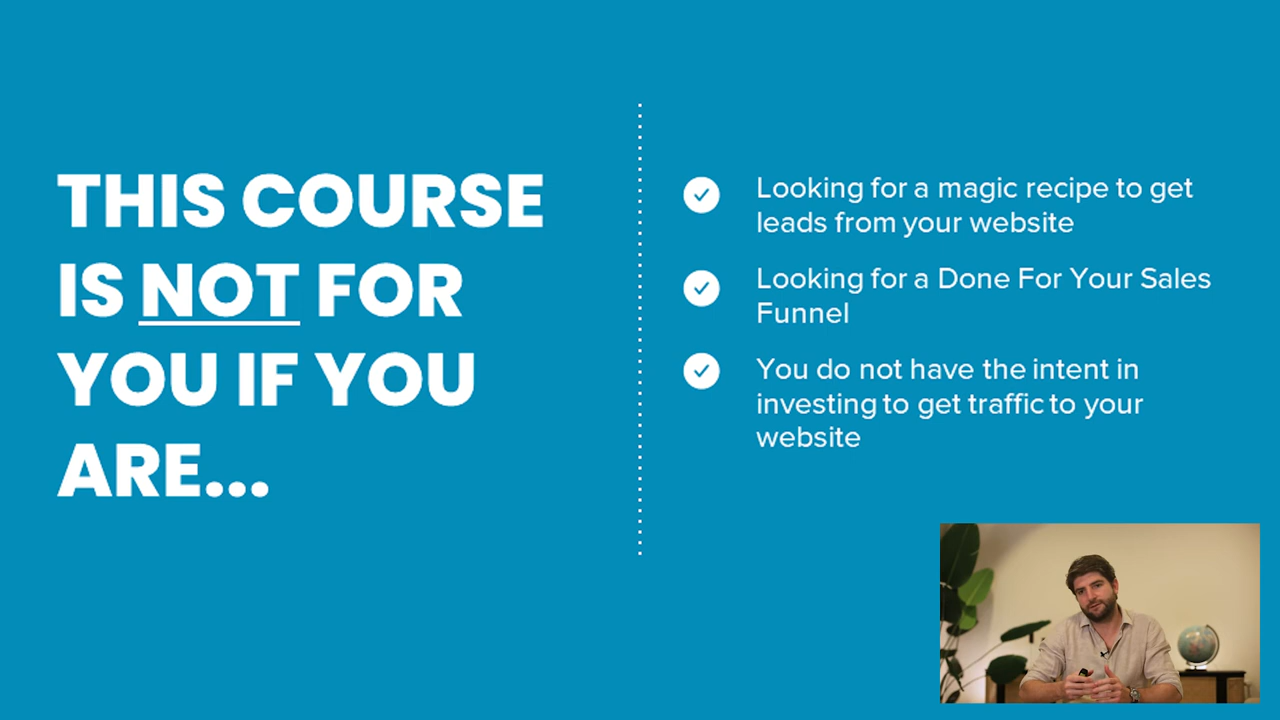 THIS COURSE
IS NOT FOR
YOU IF YOU
ARE...
Looking for a magic recipe to get
leads from your website
Looking for a Done For Your Sales
Funnel
You do not have the intent in
investing to get traffic to your
website